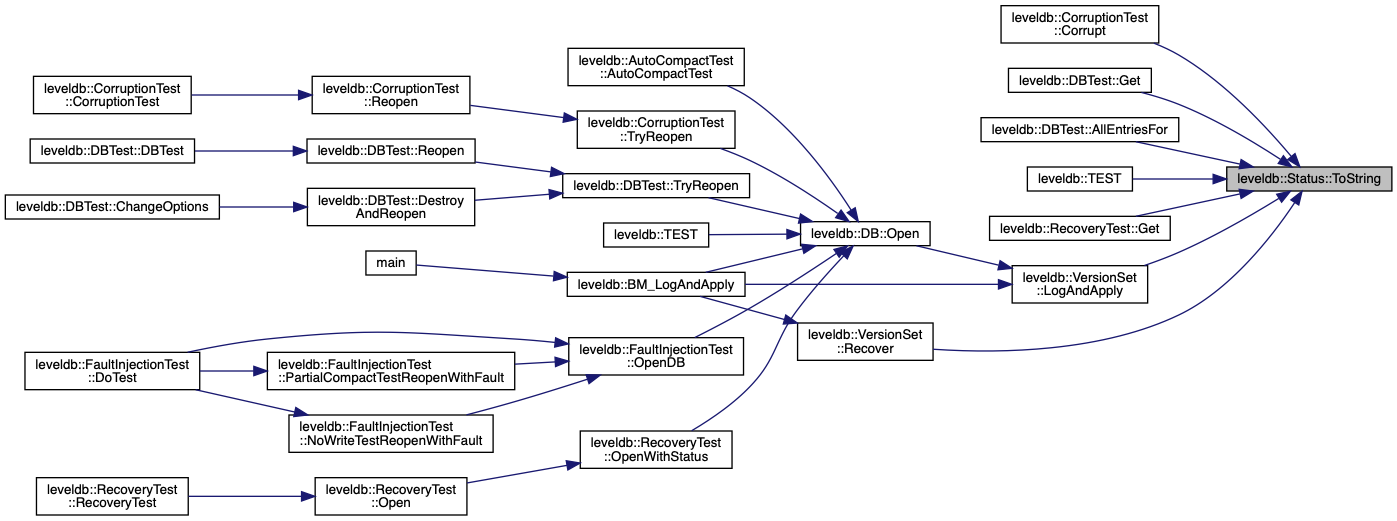 leveldb::CorruptionTest
::Corrupt
leveldb::AutoCompactTest
::AutoCompactTest
leveldb::DBTest::Get
leveldb::CorruptionTest
::CorruptionTest
leveldb::CorruptionTest
::Reopen
leveldb::CorruptionTest
::TryReopen
leveldb::DBTest::AllEntriesFor
leveldb::DBTest::DBTest
leveldb::DBTest::Reopen
leveldb::TEST
leveldb::Status::ToString
leveldb::DBTest::TryReopen
leveldb::DBTest::ChangeOptions
leveldb::DBTest::Destroy
AndReopen
leveldb::RecoveryTest::Get
leveldb::TEST
leveldb::DB::Open
main
leveldb::BM_LogAndApply
leveldb::VersionSet
::LogAndApply
leveldb::VersionSet
::Recover
leveldb::FaultInjectionTest
::DoTest
leveldb::FaultInjectionTest
::PartialCompactTestReopenWithFault
leveldb::FaultInjectionTest
::OpenDB
leveldb::FaultInjectionTest
::NoWriteTestReopenWithFault
leveldb::RecoveryTest
::OpenWithStatus
leveldb::RecoveryTest
::RecoveryTest
leveldb::RecoveryTest
::Open